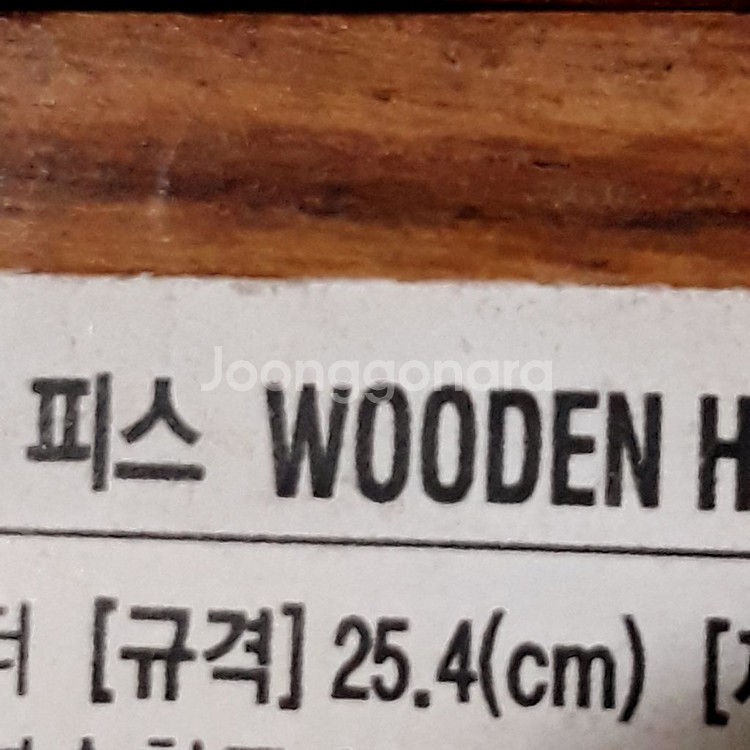 Joonggonara
피스 WOODEN H
[규격] 25.4(cm) [